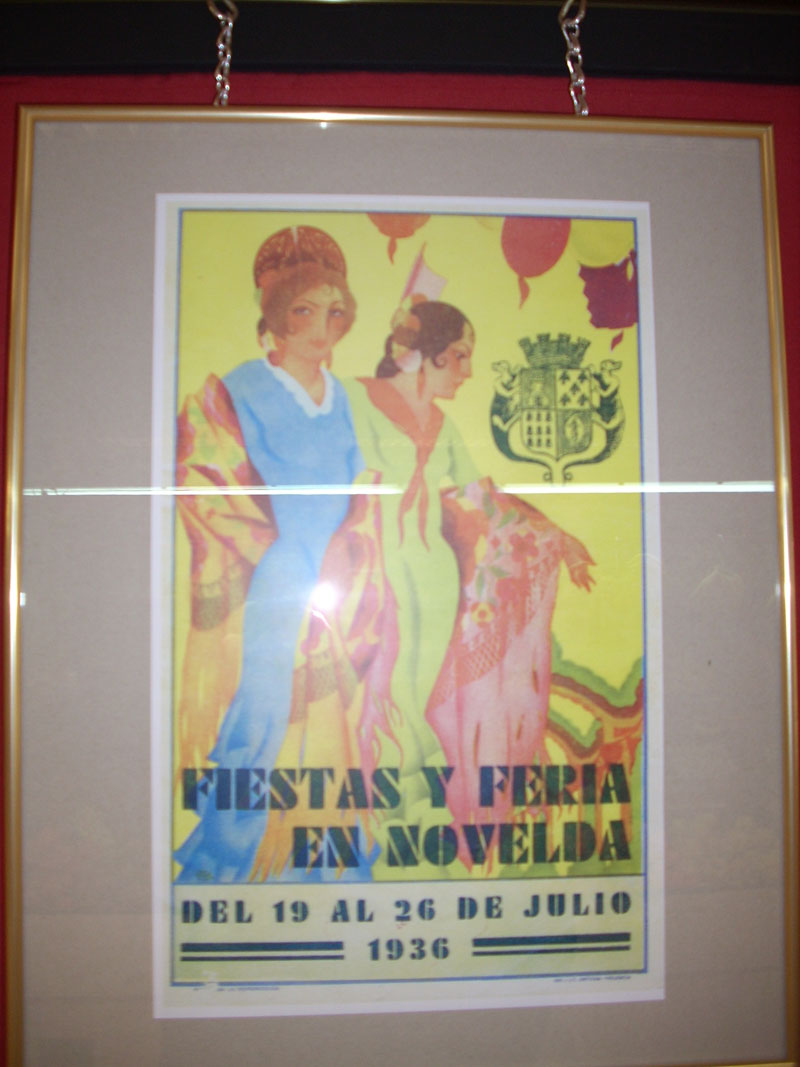 FIESTAS Y FERIA
EN NOVELDA
DEL 19 AL 26 DE JULIO
1936